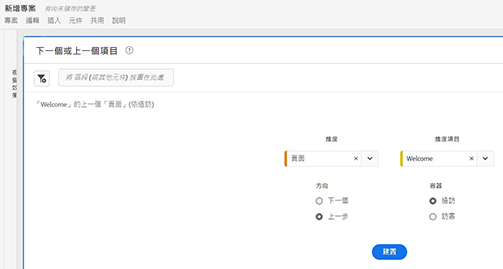 新增專案 有尚未儲存的變更
專案 編輯 插入 元件 共用 說明
下一個或上一個項目
將 區段 (或其他元件) 放置在此處
「Welcome」的上一個「頁面」(依造訪)
維度 維度項目
頁面 Welcome
方向 容器
下一個 造訪
上一步 訪客
建置